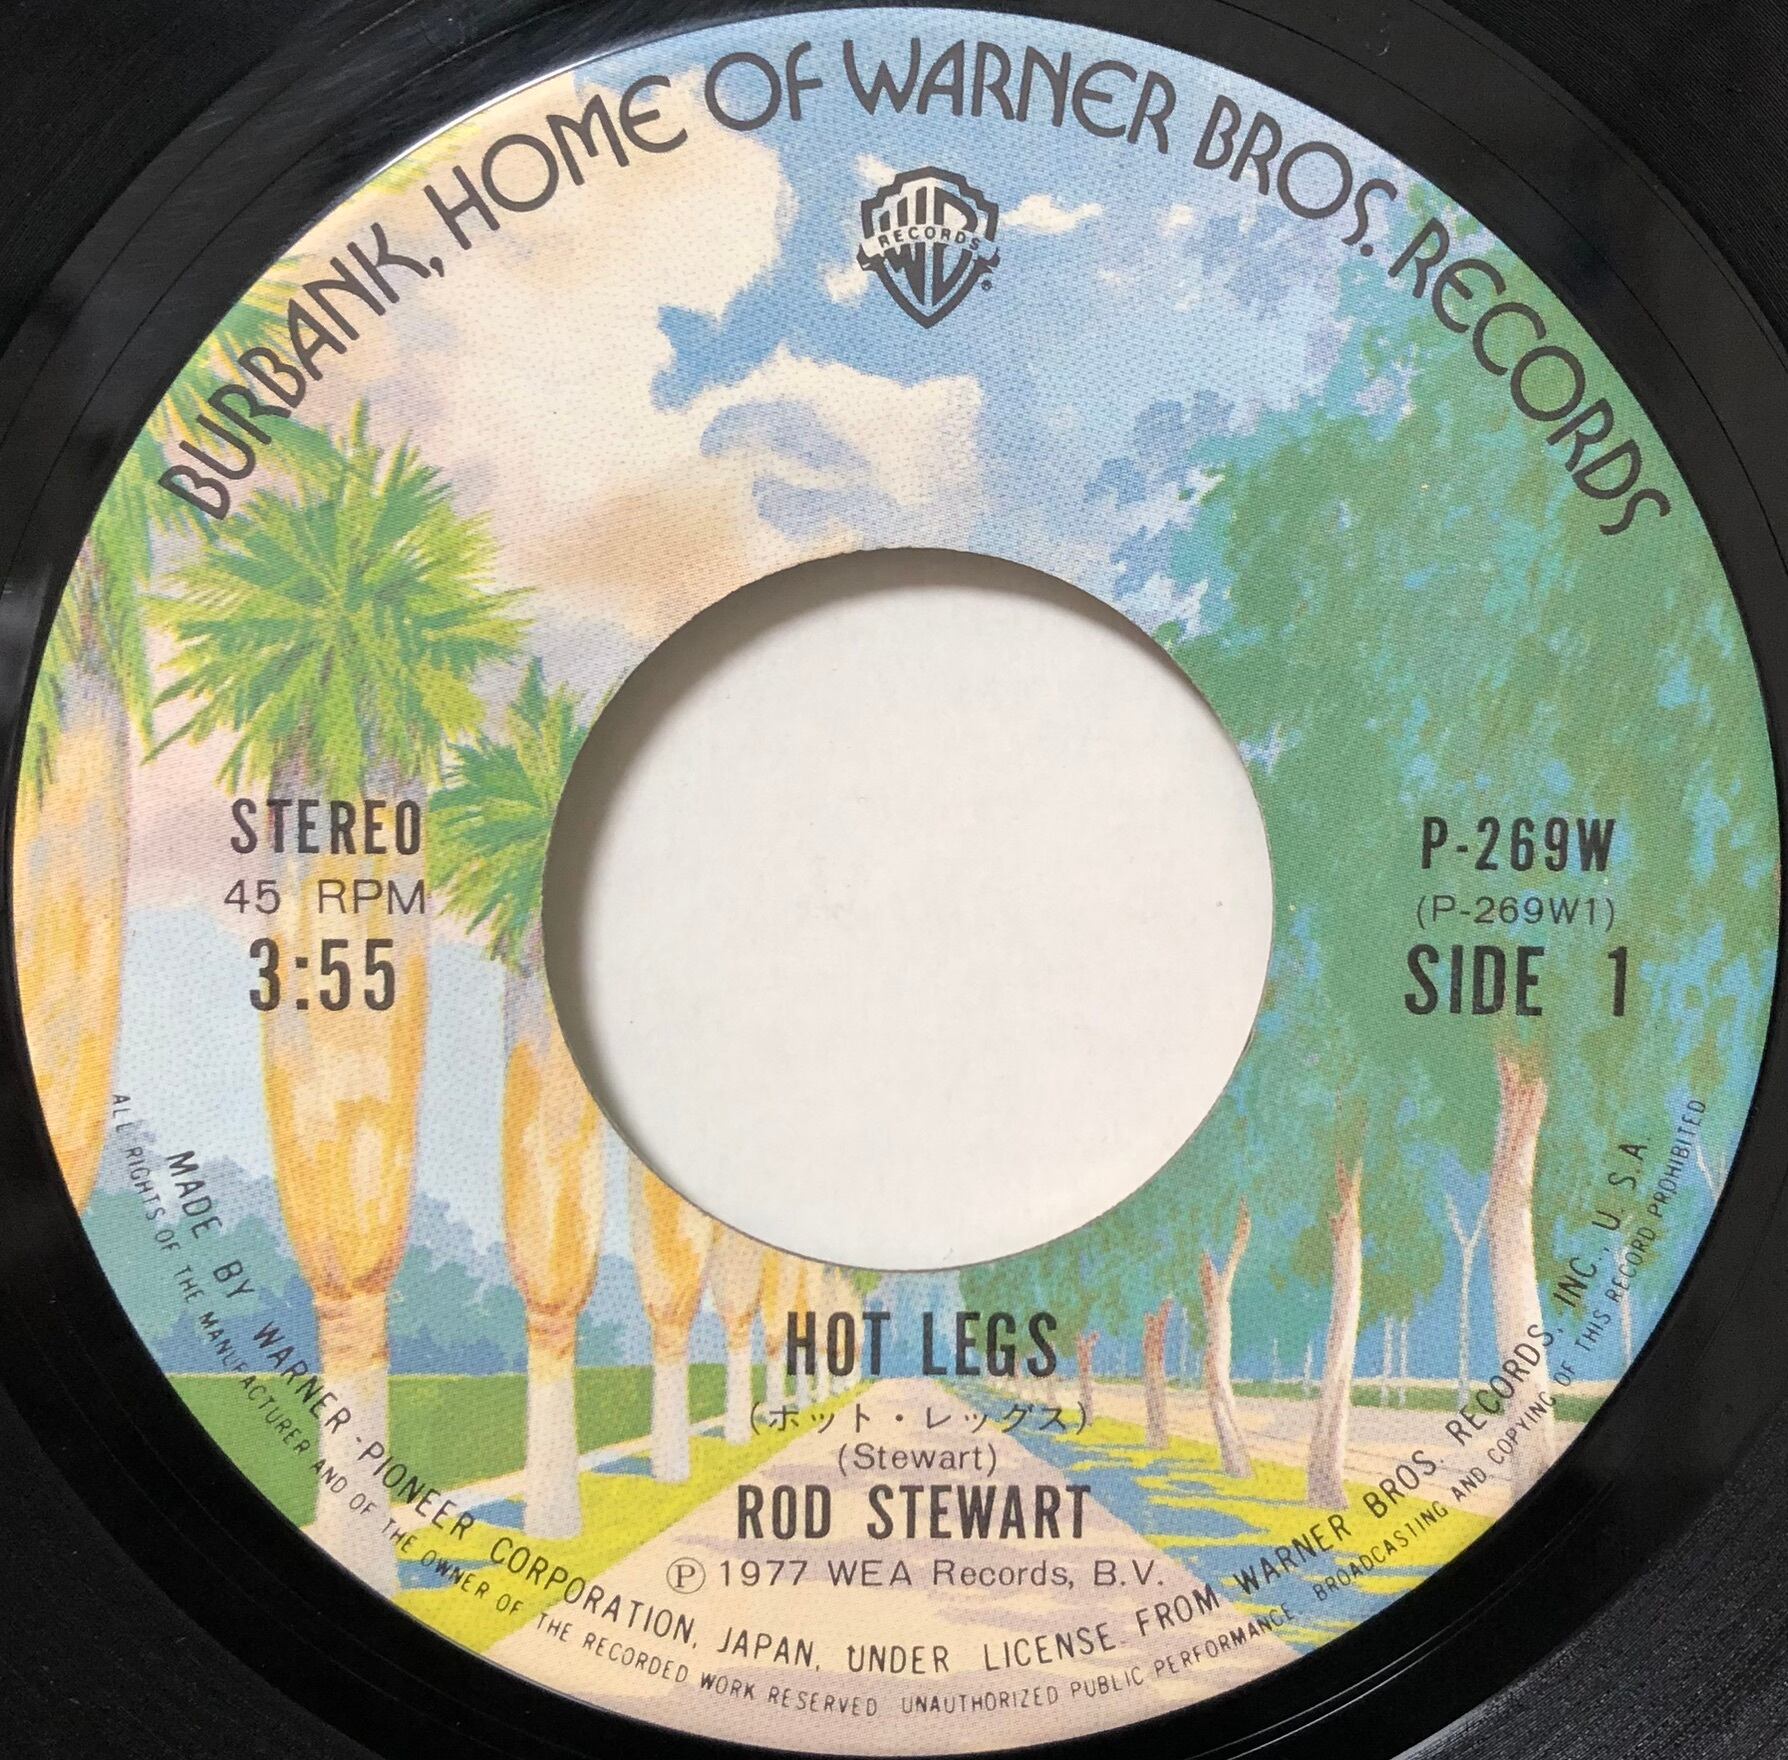 BURBANK, HOME OF WARNER BROS. RECORDS
RECORDS
STEREO
45 RPM
3:55
P-269W
(P-269W1)
SIDE 1
HOT LEGS
(ホット・レッグス)
(Stewart)
ROD STEWART
Ⓟ 1977 WEA Records, B.V.
MADE BY WARNER-PIONEER CORPORATION, JAPAN, UNDER LICENSE FROM WARNER BROS. RECORDS, INC., U.S.A.
ALL RIGHTS OF THE MANUFACTURER AND OF THE OWNER OF THE RECORDED WORK RESERVED UNAUTHORIZED PUBLIC PERFORMANCE BROADCASTING AND COPYING OF THIS RECORD PROHIBITED